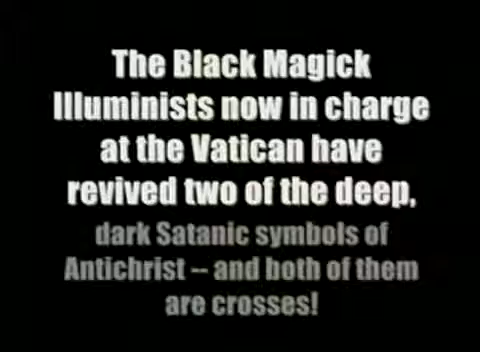 The Black Magick
Illuminists now in charge
at the Vatican have
revived two of the deep,
dark Satanic symbols of
Antichrist -- and both of them
are crosses!